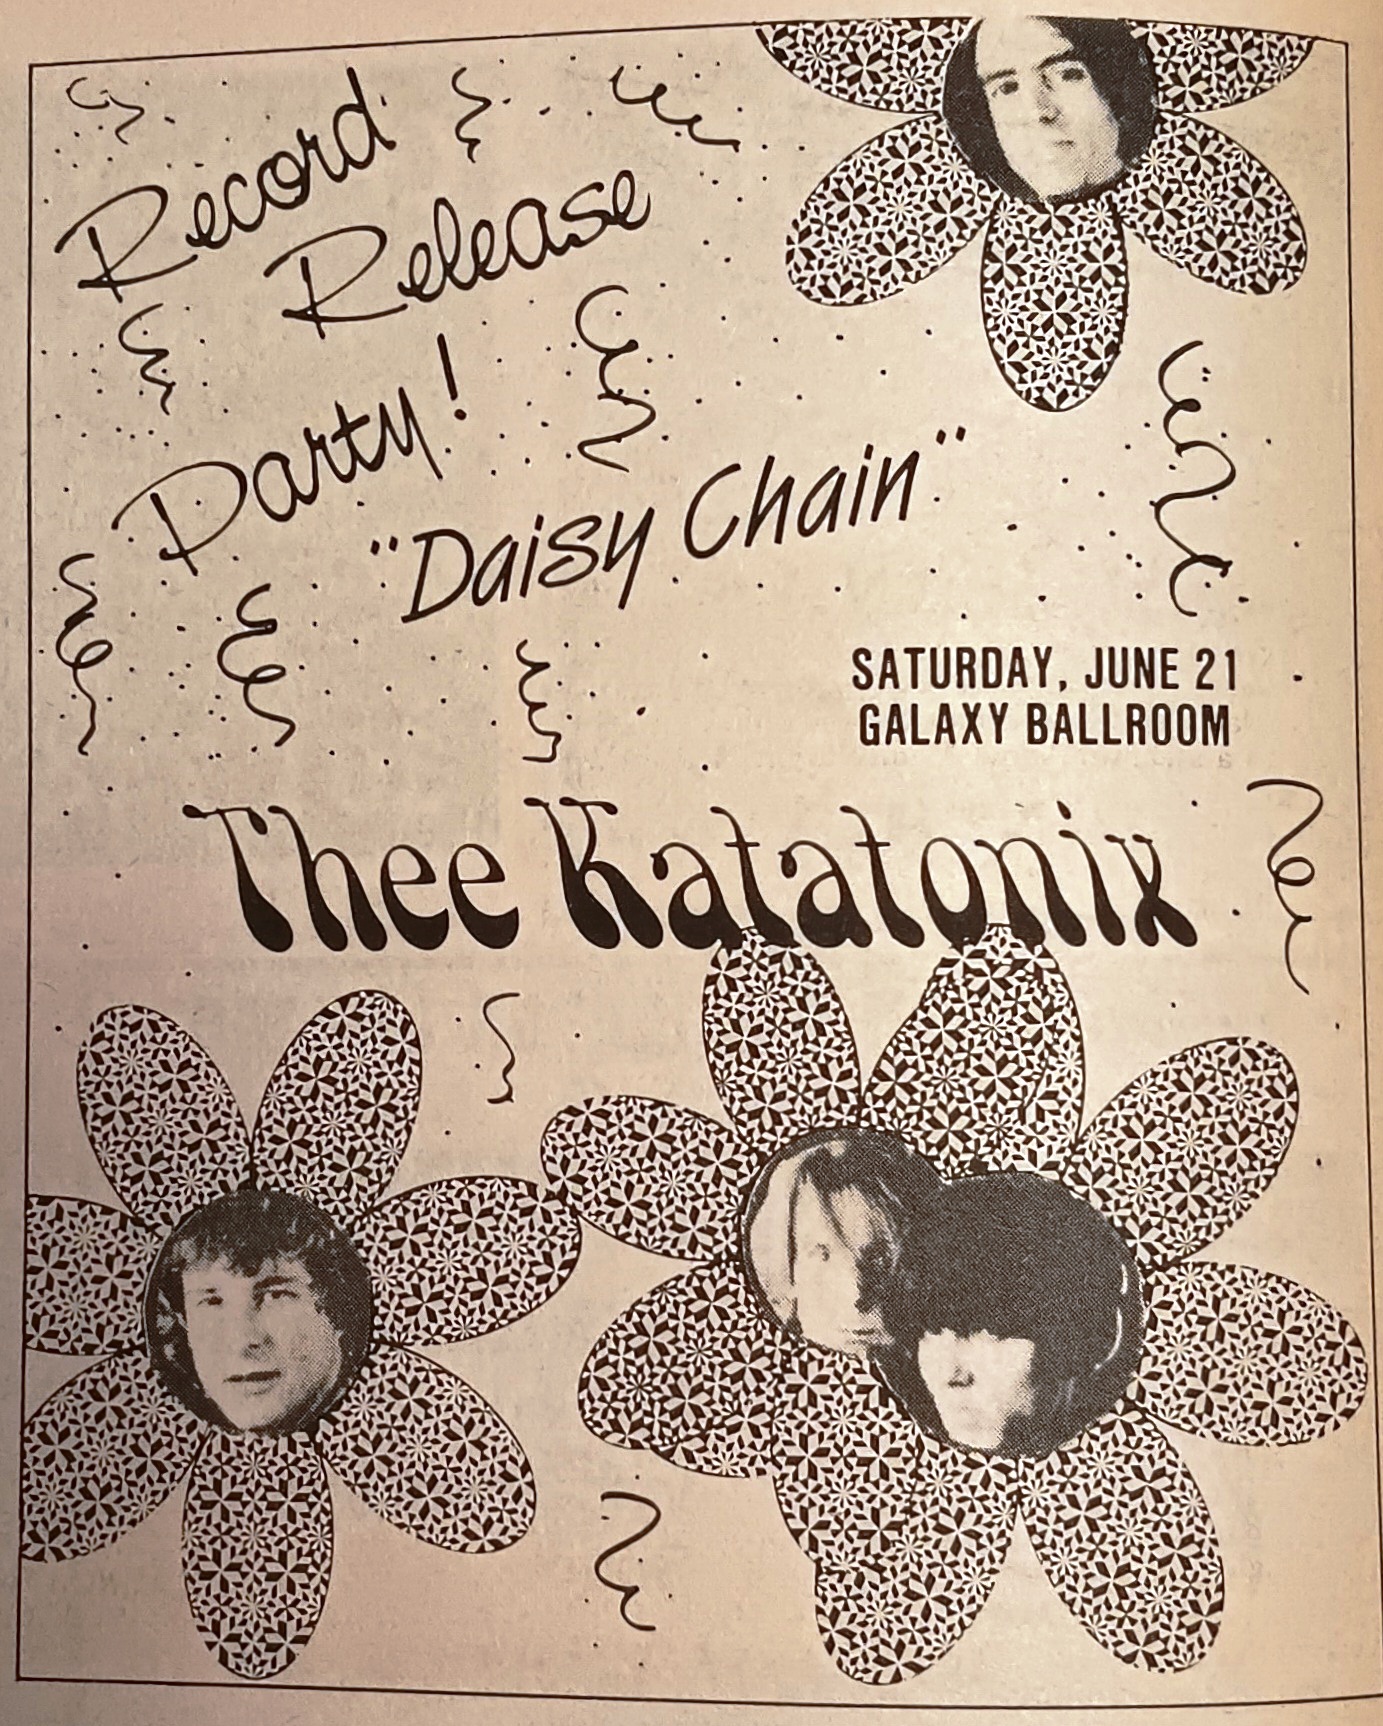 Record
Release
Party!
"Daisy Chain"
SATURDAY, JUNE 21
GALAXY BALLROOM
Thee Katatonix